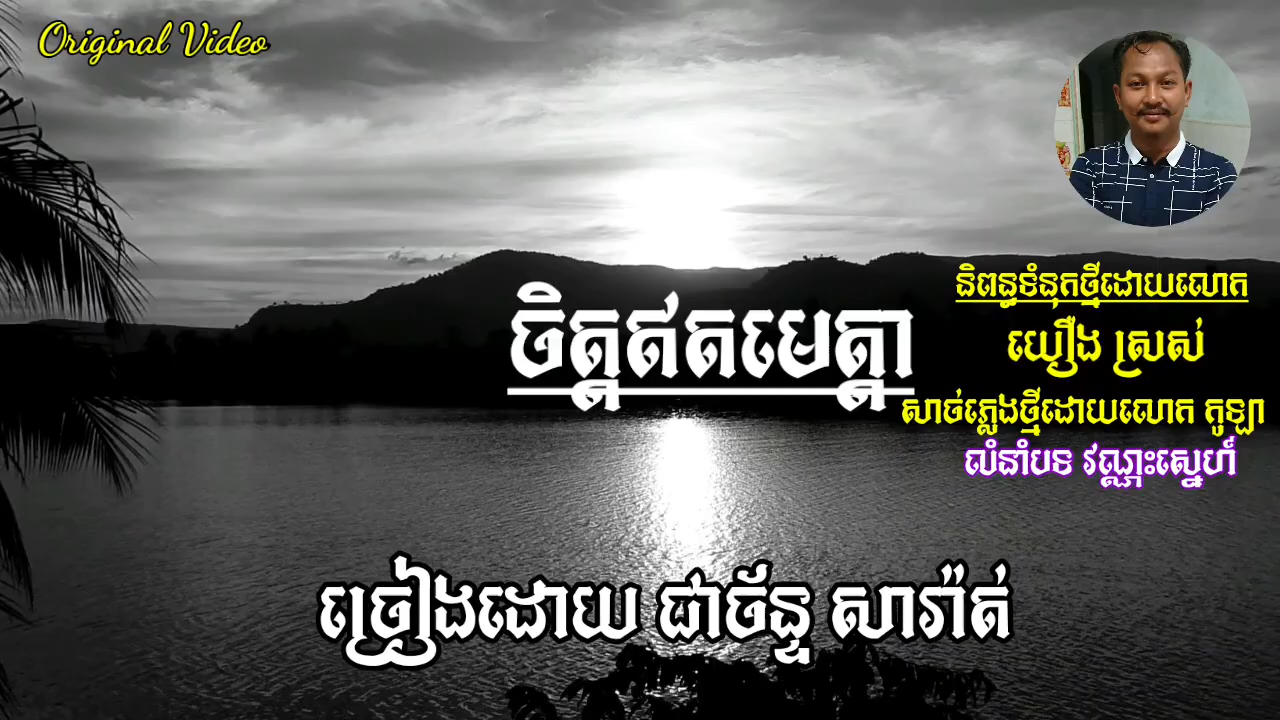 Original Video
និពន្ធទំនុកថ្មីដោយលោក
យឿង ស្រស់
ចិត្តឥតមេត្តា
សាច់ភ្លេងថ្មីដោយលោក តូឡា
លំនាំបទ វណ្ណះស្នេហ៍
ច្រៀងដោយ ជាច័ន្ទ សារ៉ាត់